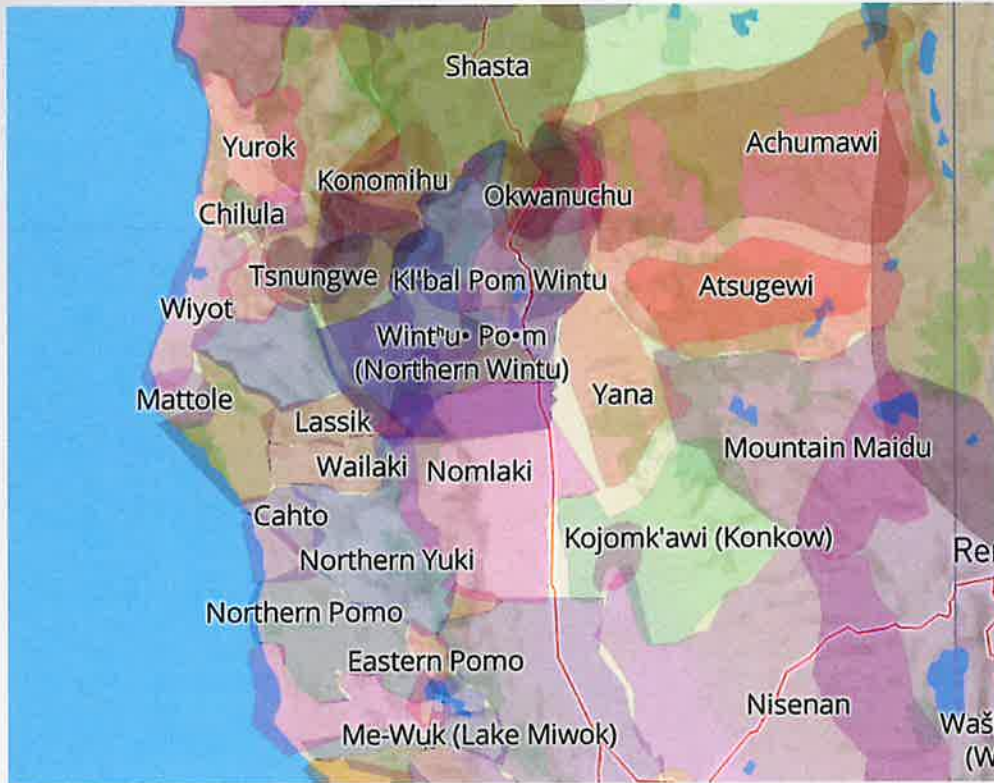 Shasta
Yurok
Achumawi
Konomihu
Okwanuchu
Chilula
Tsnungwe
Kl'bal Pom Wintu
Atsugewi
Wiyot
Wintʰu• Po•m
(Northern Wintu)
Yana
Mattole
Lassik
Mountain Maidu
Wailaki
Nomlaki
Cahto
Kojomk'awi (Konkow)
Northern Yuki
Northern Pomo
Eastern Pomo
Nisenan
Me-Wuk (Lake Miwok)